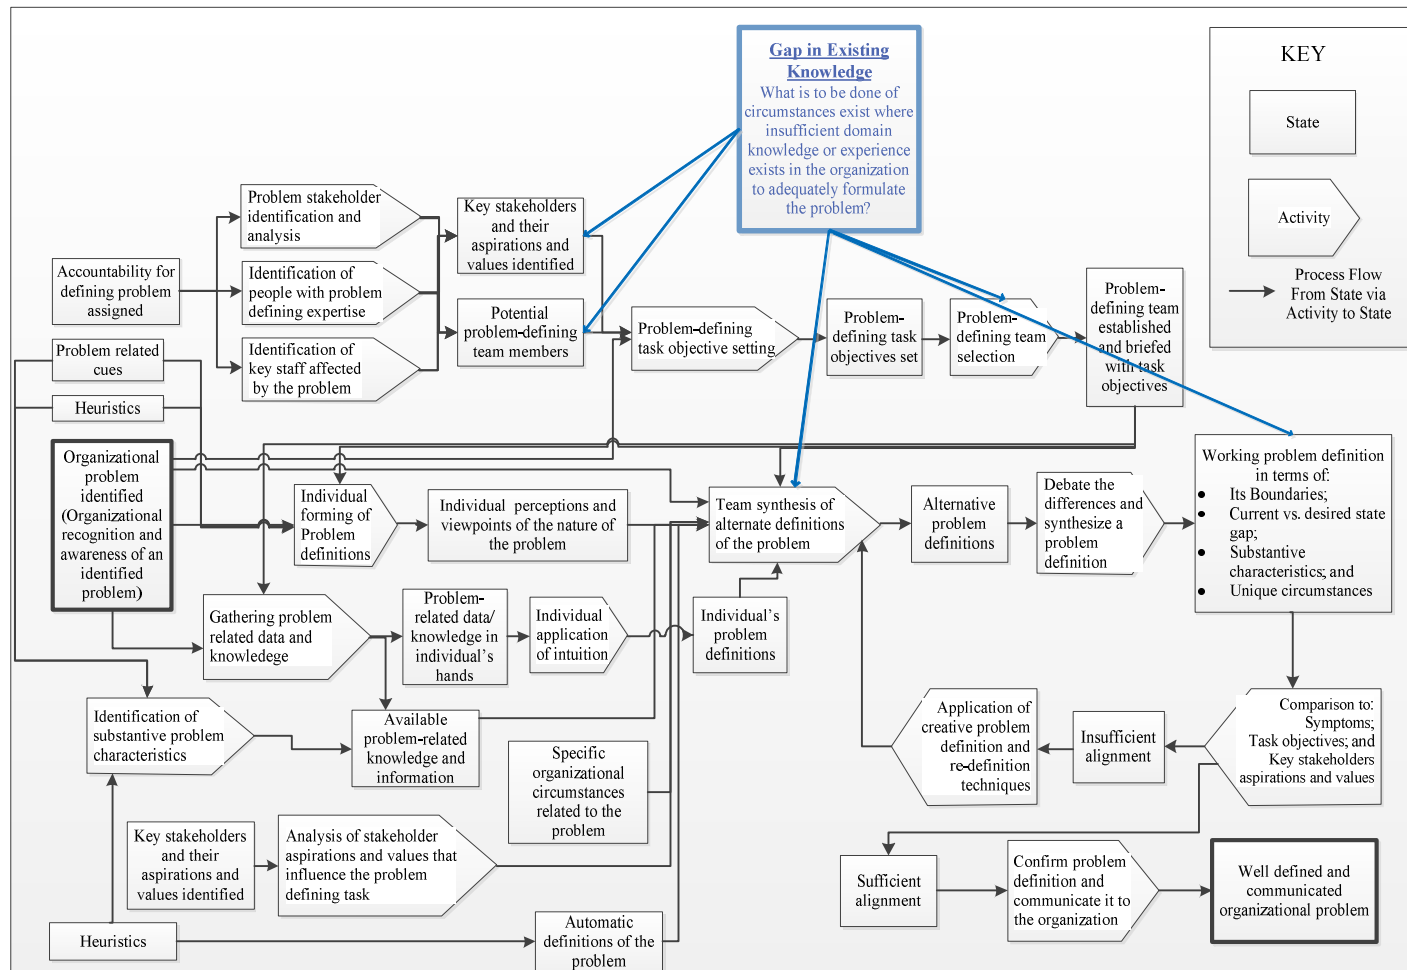 Gap in Existing
Knowledge
What is to be done of
circumstances exist where
insufficient domain
knowledge or experience
exists in the organization
to adequately formulate
the problem?
KEY
State
Activity
Process Flow
From State via
Activity to State
Problem stakeholder
identification and
analysis
Key stakeholders
and their
aspirations and
values identified
Accountability for
defining problem
assigned
Identification of
people with problem
defining expertise
Potential
problem-defining
team members
Problem-defining
task objective setting
Problem-
defining task
objectives set
Problem-
defining team
selection
Problem-
defining team
established
and briefed
with task
objectives
Problem related
cues
Identification of
key staff affected
by the problem
Heuristics
Organizational
problem
identified
(Organizational
recognition and
awareness of an
identified
problem)
Individual
forming of
Problem
definitions
Individual perceptions and
viewpoints of the nature of
the problem
Team synthesis of
alternate definitions
of the problem
Alternative
problem
definitions
Debate the
differences and
synthesize a
problem
definition
Working problem definition
in terms of:
● Its Boundaries;
● Current vs. desired state
gap;
● Substantive
characteristics; and
● Unique circumstances
Gathering problem
related data and
knowledege
Problem-
related data/
knowledge in
individual's
hands
Individual
application
of intuition
Individual's
problem
definitions
Identification of
substantive problem
characteristics
Available
problem-related
knowledge and
information
Application of
creative problem
definition and
re-definition
techniques
Insufficient
alignment
Comparison to:
Symptoms;
Task objectives; and
Key stakeholders
aspirations and values
Specific
organizational
circumstances
related to the
problem
Key stakeholders
and their
aspirations and
values identified
Analysis of stakeholder
aspirations and values that
influence the problem
defining task
Sufficient
alignment
Confirm problem
definition and
communicate it to
the organization
Well defined and
communicated
organizational problem
Heuristics
Automatic
definitions of the
problem